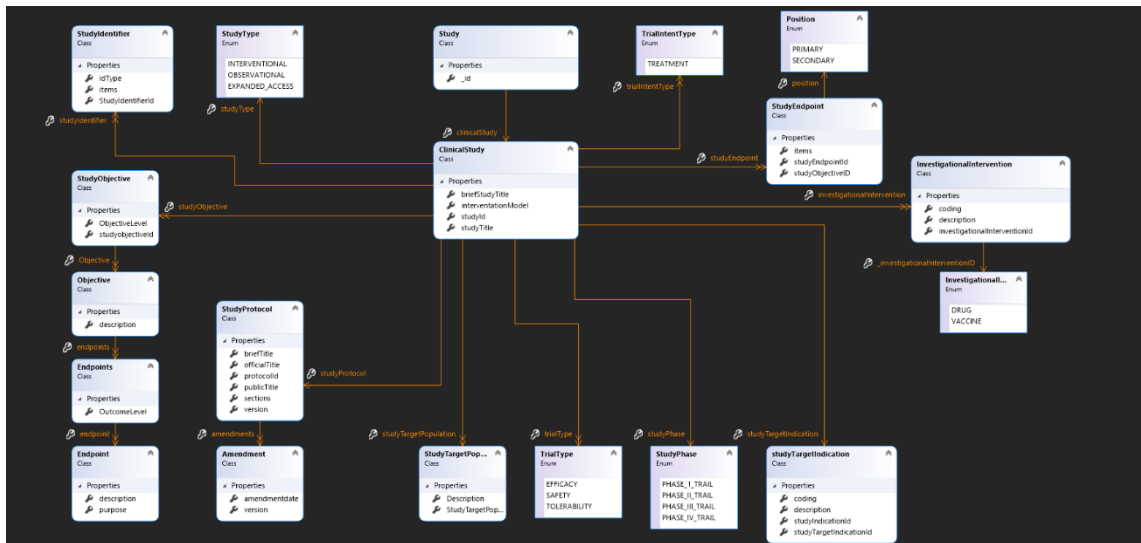 StudyIdentifier
Class
Properties
idType
items
StudyIdentifierId
studyIdentifier
StudyType
Enum
INTERVENTIONAL
OBSERVATIONAL
EXPANDED_ACCESS
studyType
Study
Class
Properties
_id
clinicalStudy
TrialIntentType
Enum
TREATMENT
trialIntentType
Position
Enum
PRIMARY
SECONDARY
position
StudyEndpoint
Class
Properties
items
studyEndpointId
studyObjectiveID
studyEndpoint
ClinicalStudy
Class
Properties
briefStudyTitle
interventationModel
studyId
studyTitle
InvestigationalIntervention
Class
Properties
coding
description
investigationalInterventionId
investigationalIntervention
_investigationalInterventionID
InvestigationalI...
Enum
DRUG
VACCINE
StudyObjective
Class
Properties
ObjectiveLevel
studyobjectiveId
studyObjective
Objective
Objective
Class
Properties
description
endpoints
Endpoints
Class
Properties
OutcomeLevel
endpoint
Endpoint
Class
Properties
description
purpose
StudyProtocol
Class
Properties
briefTitle
officialTitle
protocolId
publicTitle
sections
version
studyProtocol
amendments
Amendment
Class
Properties
amendmentdate
version
studyTargetPopulation
StudyTargetPop...
Class
Properties
Description
StudyTargetPop...
trialType
TrialType
Enum
EFFICACY
SAFETY
TOLERABILITY
studyPhase
StudyPhase
Enum
PHASE_I_TRAIL
PHASE_II_TRAIL
PHASE_III_TRAIL
PHASE_IV_TRAIL
studyTargetIndication
studyTargetIndication
Class
Properties
coding
description
studyIndicationId
studyTargetIndicationId